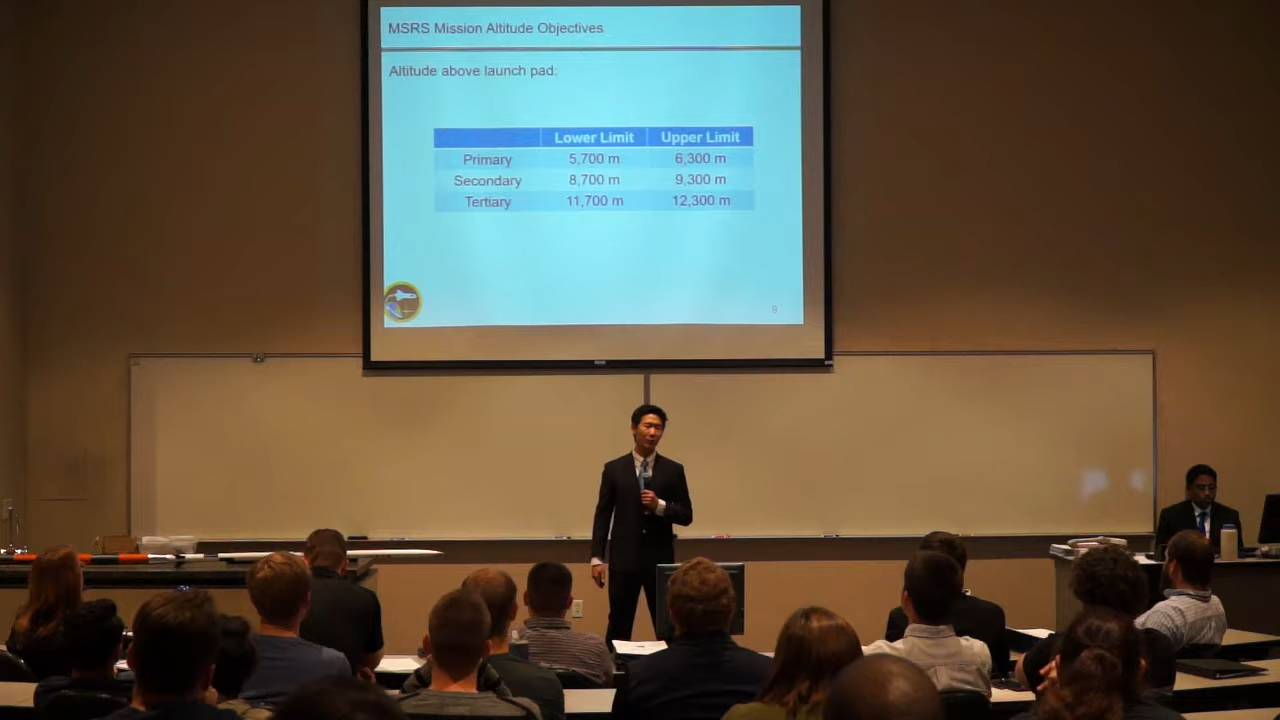 MSRS Mission Altitude Objectives
Altitude above launch pad:
Lower Limit Upper Limit
Primary 5,700 m 6,300 m
Secondary 8,700 m 9,300 m
Tertiary 11,700 m 12,300 m